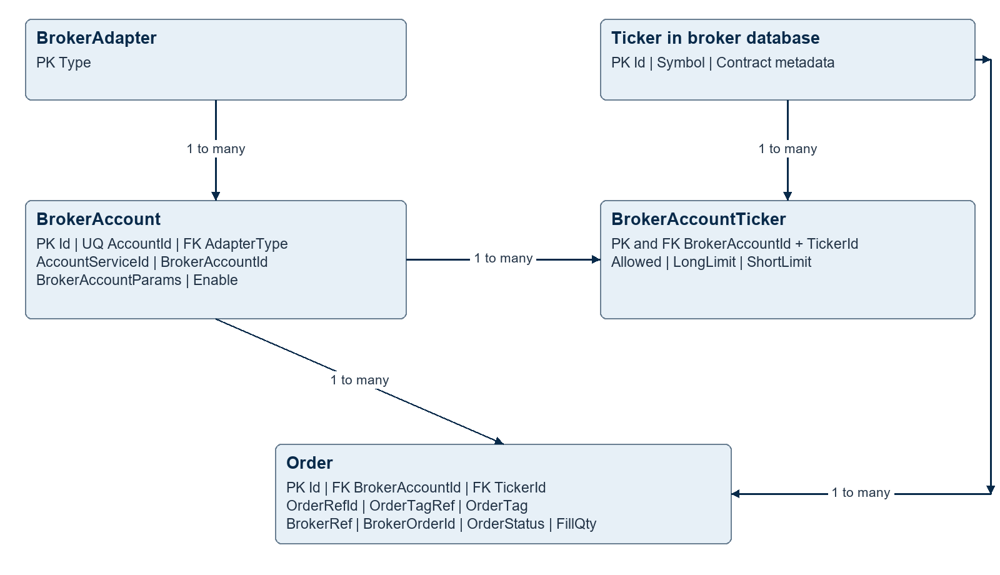 BrokerAdapter
PK Type
Ticker in broker database
PK Id | Symbol | Contract metadata
1 to many
1 to many
BrokerAccount
PK Id | UQ AccountId | FK AdapterType
AccountServiceId | BrokerAccountId
BrokerAccountParams | Enable
1 to many
BrokerAccountTicker
PK and FK BrokerAccountId + TickerId
Allowed | LongLimit | ShortLimit
1 to many
Order
PK Id | FK BrokerAccountId | FK TickerId
OrderRefId | OrderTagRef | OrderTag
BrokerRef | BrokerOrderId | OrderStatus | FillQty
1 to many